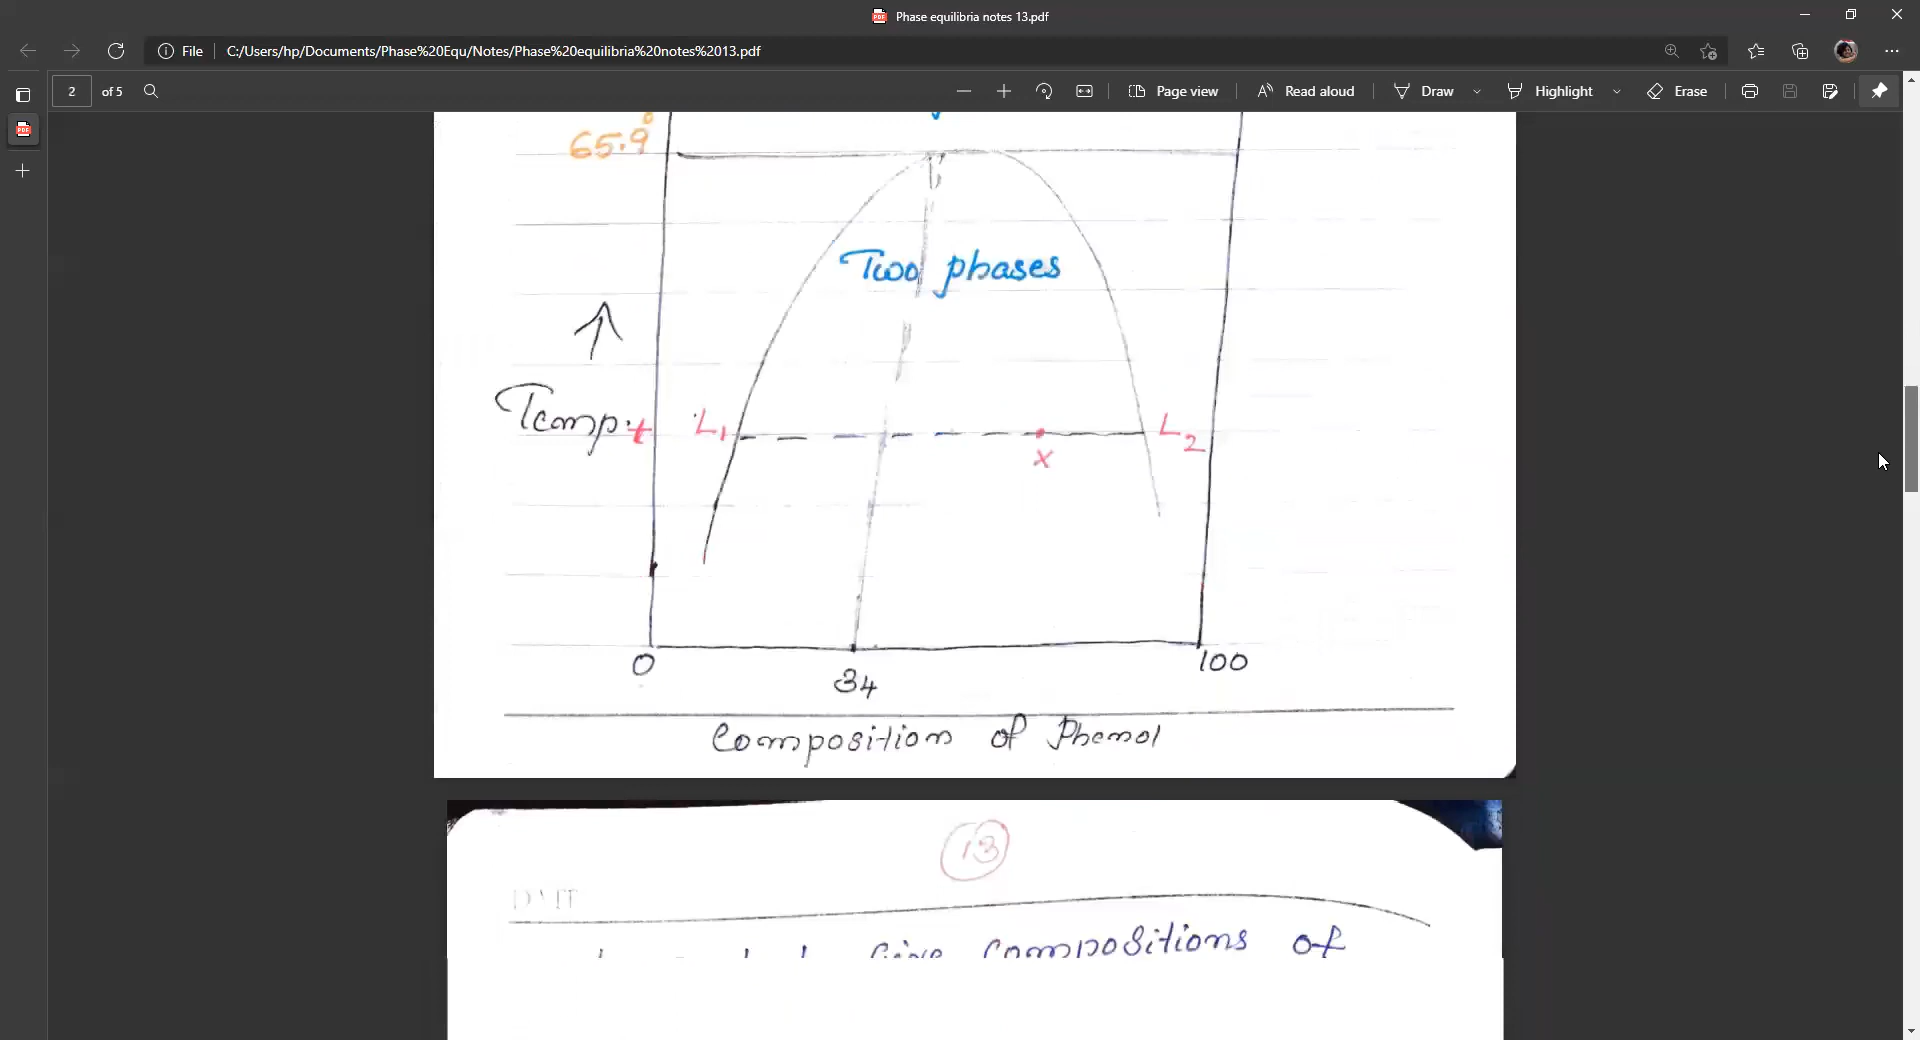 Phase equilibria notes 13.pdf
File C:/Users/hp/Documents/Phase%20Equ/Notes/Phase%20equilibria%20notes%2013.pdf
2 of 5 Page view Read aloud Draw Highlight Erase
65.9°
Two phases
Temp. t L1 L2
x
0 34 100
Composition of Phenol
13
Give Compositions of